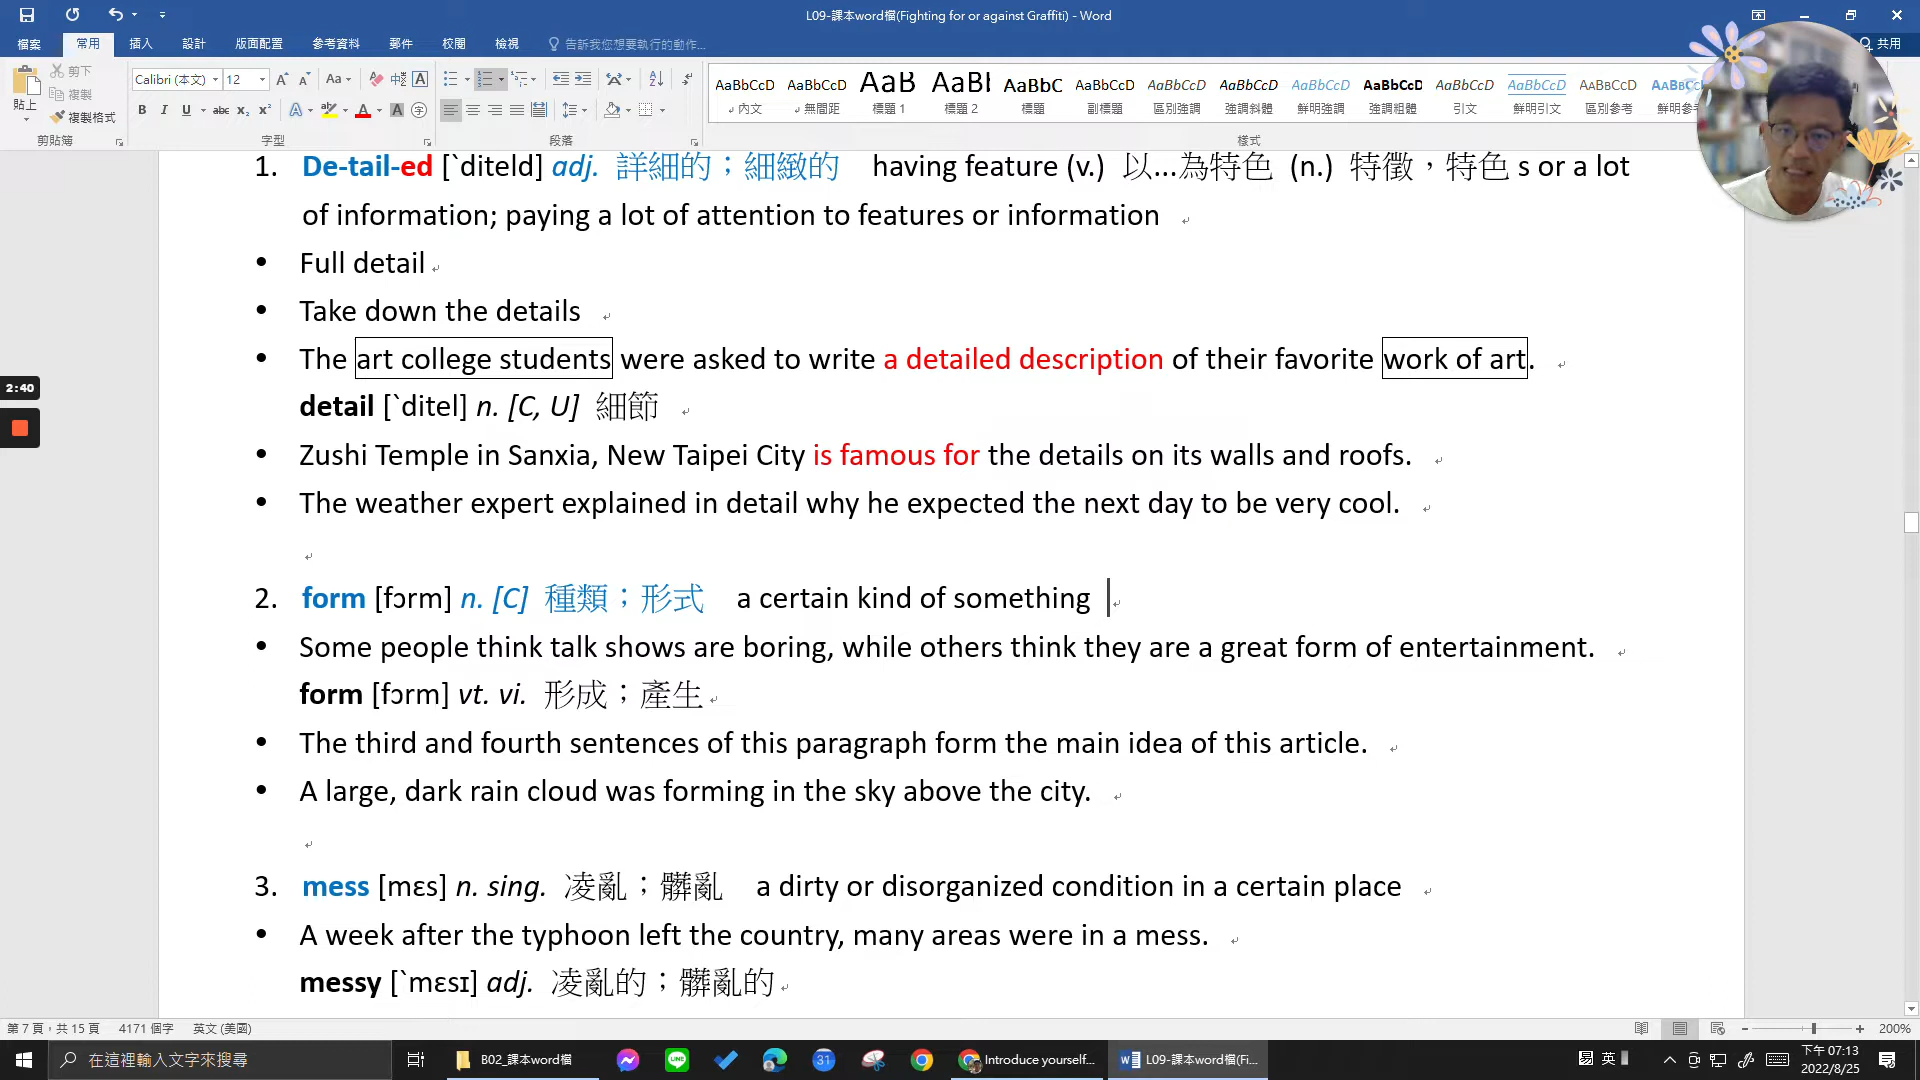 L09-課本word檔(Fighting for or against Graffiti) - Word
檔案 常用 插入 設計 版面配置 參考資料 郵件 校閱 檢視 告訴我您想要執行的動作... 共用
貼上 剪下 複製 複製格式
Calibri (本文) 12
AaBbCcD AaBbCcD AaB AaBl AaBbC AaBbCcD AaBbCcD AaBbCcD AaBbCcD AaBbCcD AaBbCcD AaBbCcD AaBbCcD
內文 無間距 標題 1 標題 2 標題 副標題 區別強調 強調斜體 鮮明強調 強調粗體 引文 鮮明引文 區別參考
剪貼簿 字型 段落 樣式
1. De-tail-ed [ˋditeld] adj. 詳細的；細緻的 having feature (v.) 以...為特色 (n.) 特徵，特色 s or a lot
of information; paying a lot of attention to features or information
• Full detail
• Take down the details
• The art college students were asked to write a detailed description of their favorite work of art.
2:40
detail [ˋditel] n. [C, U] 細節
• Zushi Temple in Sanxia, New Taipei City is famous for the details on its walls and roofs.
• The weather expert explained in detail why he expected the next day to be very cool.
2. form [fɔrm] n. [C] 種類；形式 a certain kind of something
• Some people think talk shows are boring, while others think they are a great form of entertainment.
form [fɔrm] vt. vi. 形成；產生
• The third and fourth sentences of this paragraph form the main idea of this article.
• A large, dark rain cloud was forming in the sky above the city.
3. mess [mɛs] n. sing. 凌亂；髒亂 a dirty or disorganized condition in a certain place
• A week after the typhoon left the country, many areas were in a mess.
messy [ˋmɛsɪ] adj. 凌亂的；髒亂的
第 7 頁，共 15 頁 4171 個字 英文 (美國) 200%
在這裡輸入文字來搜尋 B02_課本word檔 LINE 31 Introduce yourself... L09-課本word檔(Fi... 英 下午 07:13
2022/8/25